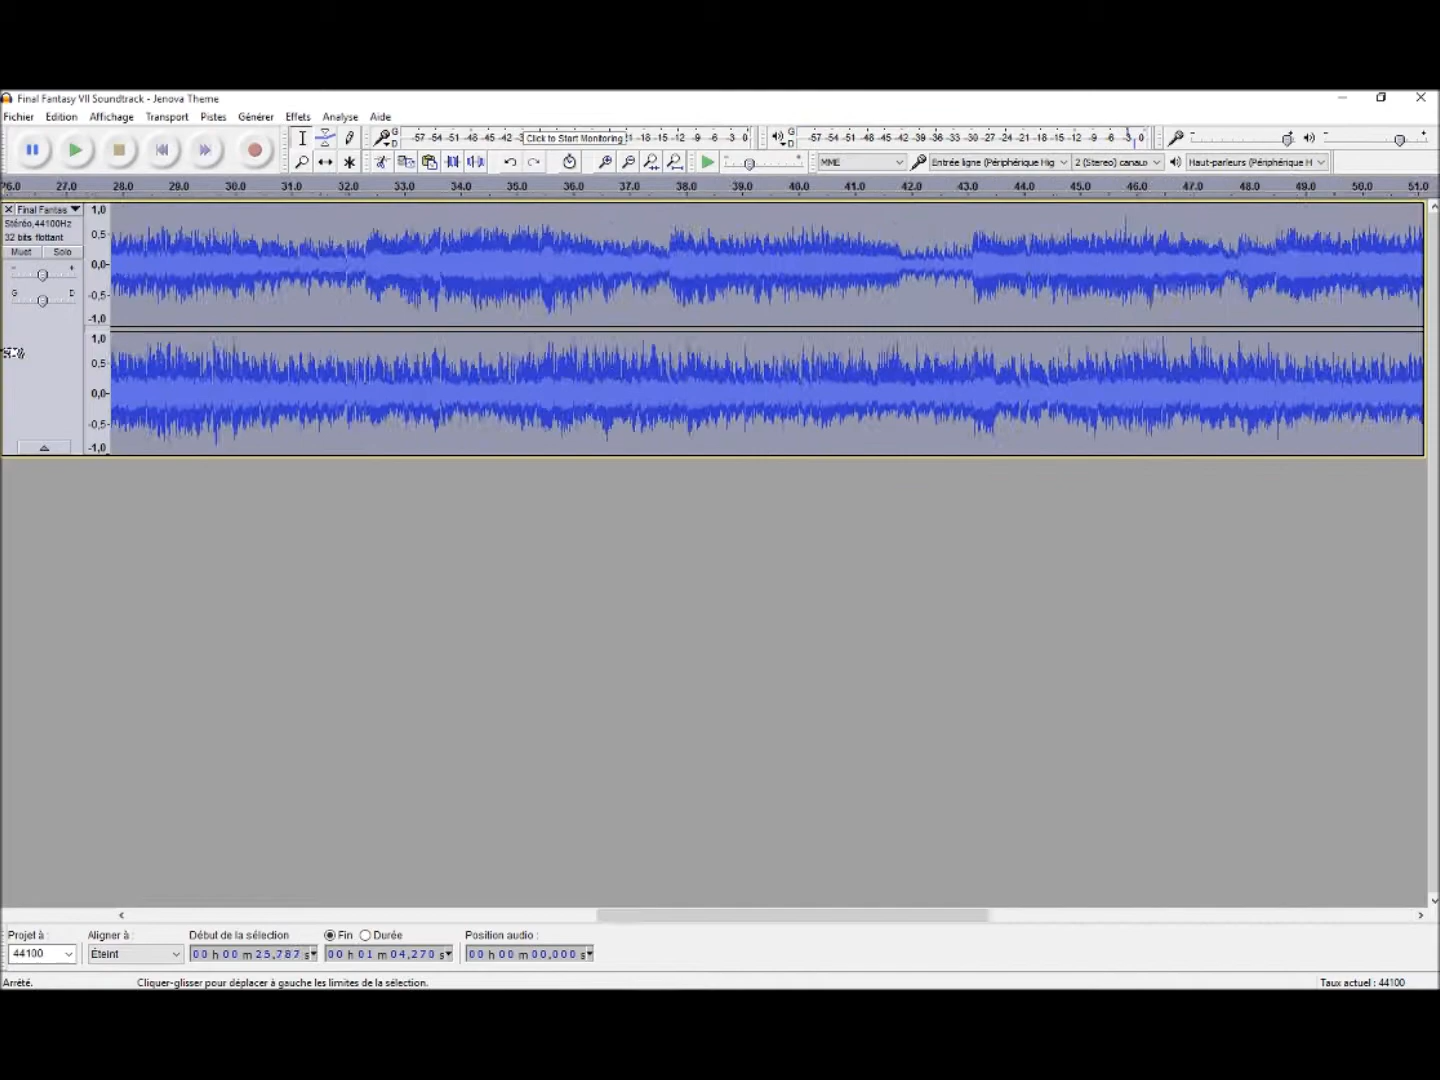 Final Fantasy VII Soundtrack - Jenova Theme
Fichier Edition Affichage Transport Pistes Générer Effets Analyse Aide
G
D
-57 -54 -51 -48 -45 -42 -3 Click to Start Monitoring 1 -18 -15 -12 -9 -6 -3 0
G
D
-57 -54 -51 -48 -45 -42 -39 -36 -33 -30 -27 -24 -21 -18 -15 -12 -9 -6 -3 0
MME Entrée ligne (Périphérique Hig 2 (Stereo) canaux Haut-parleurs (Périphérique H
26.0 27.0 28.0 29.0 30.0 31.0 32.0 33.0 34.0 35.0 36.0 37.0 38.0 39.0 40.0 41.0 42.0 43.0 44.0 45.0 46.0 47.0 48.0 49.0 50.0 51.0
Final Fantas
Stéréo,44100Hz
32 bits flottant
Muet Solo
- +
G D
1,0
0,5-
0,0-
-0,5-
-1,0
1,0
0,5-
0,0-
-0,5-
-1,0
Projet à : Aligner à : Début de la sélection Fin Durée Position audio :
44100 Éteint 00 h 00 m 25,787 s 00 h 01 m 04,270 s 00 h 00 m 00,000 s
Arrêté. Cliquer-glisser pour déplacer à gauche les limites de la sélection. Taux actuel : 44100